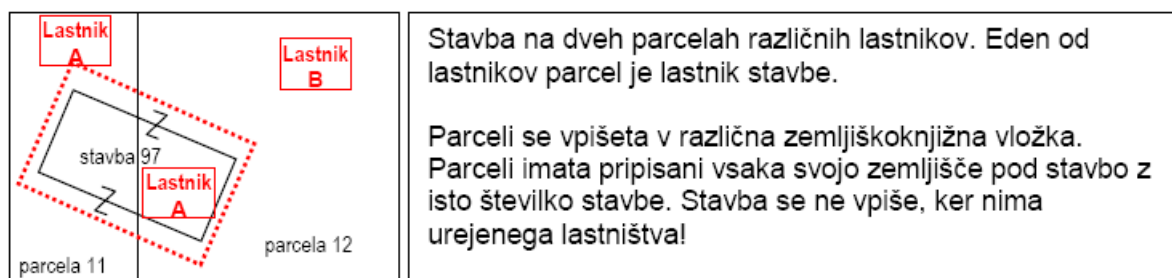 Lastnik
A
Lastnik
B
stavba 97
Lastnik
A
parcela 12
parcela 11
Stavba na dveh parcelah različnih lastnikov. Eden od
lastnikov parcel je lastnik stavbe.
Parceli se vpišeta v različna zemljiškoknjižna vložka.
Parceli imata pripisani vsaka svojo zemljišče pod stavbo z
isto številko stavbe. Stavba se ne vpiše, ker nima
urejenega lastništva!